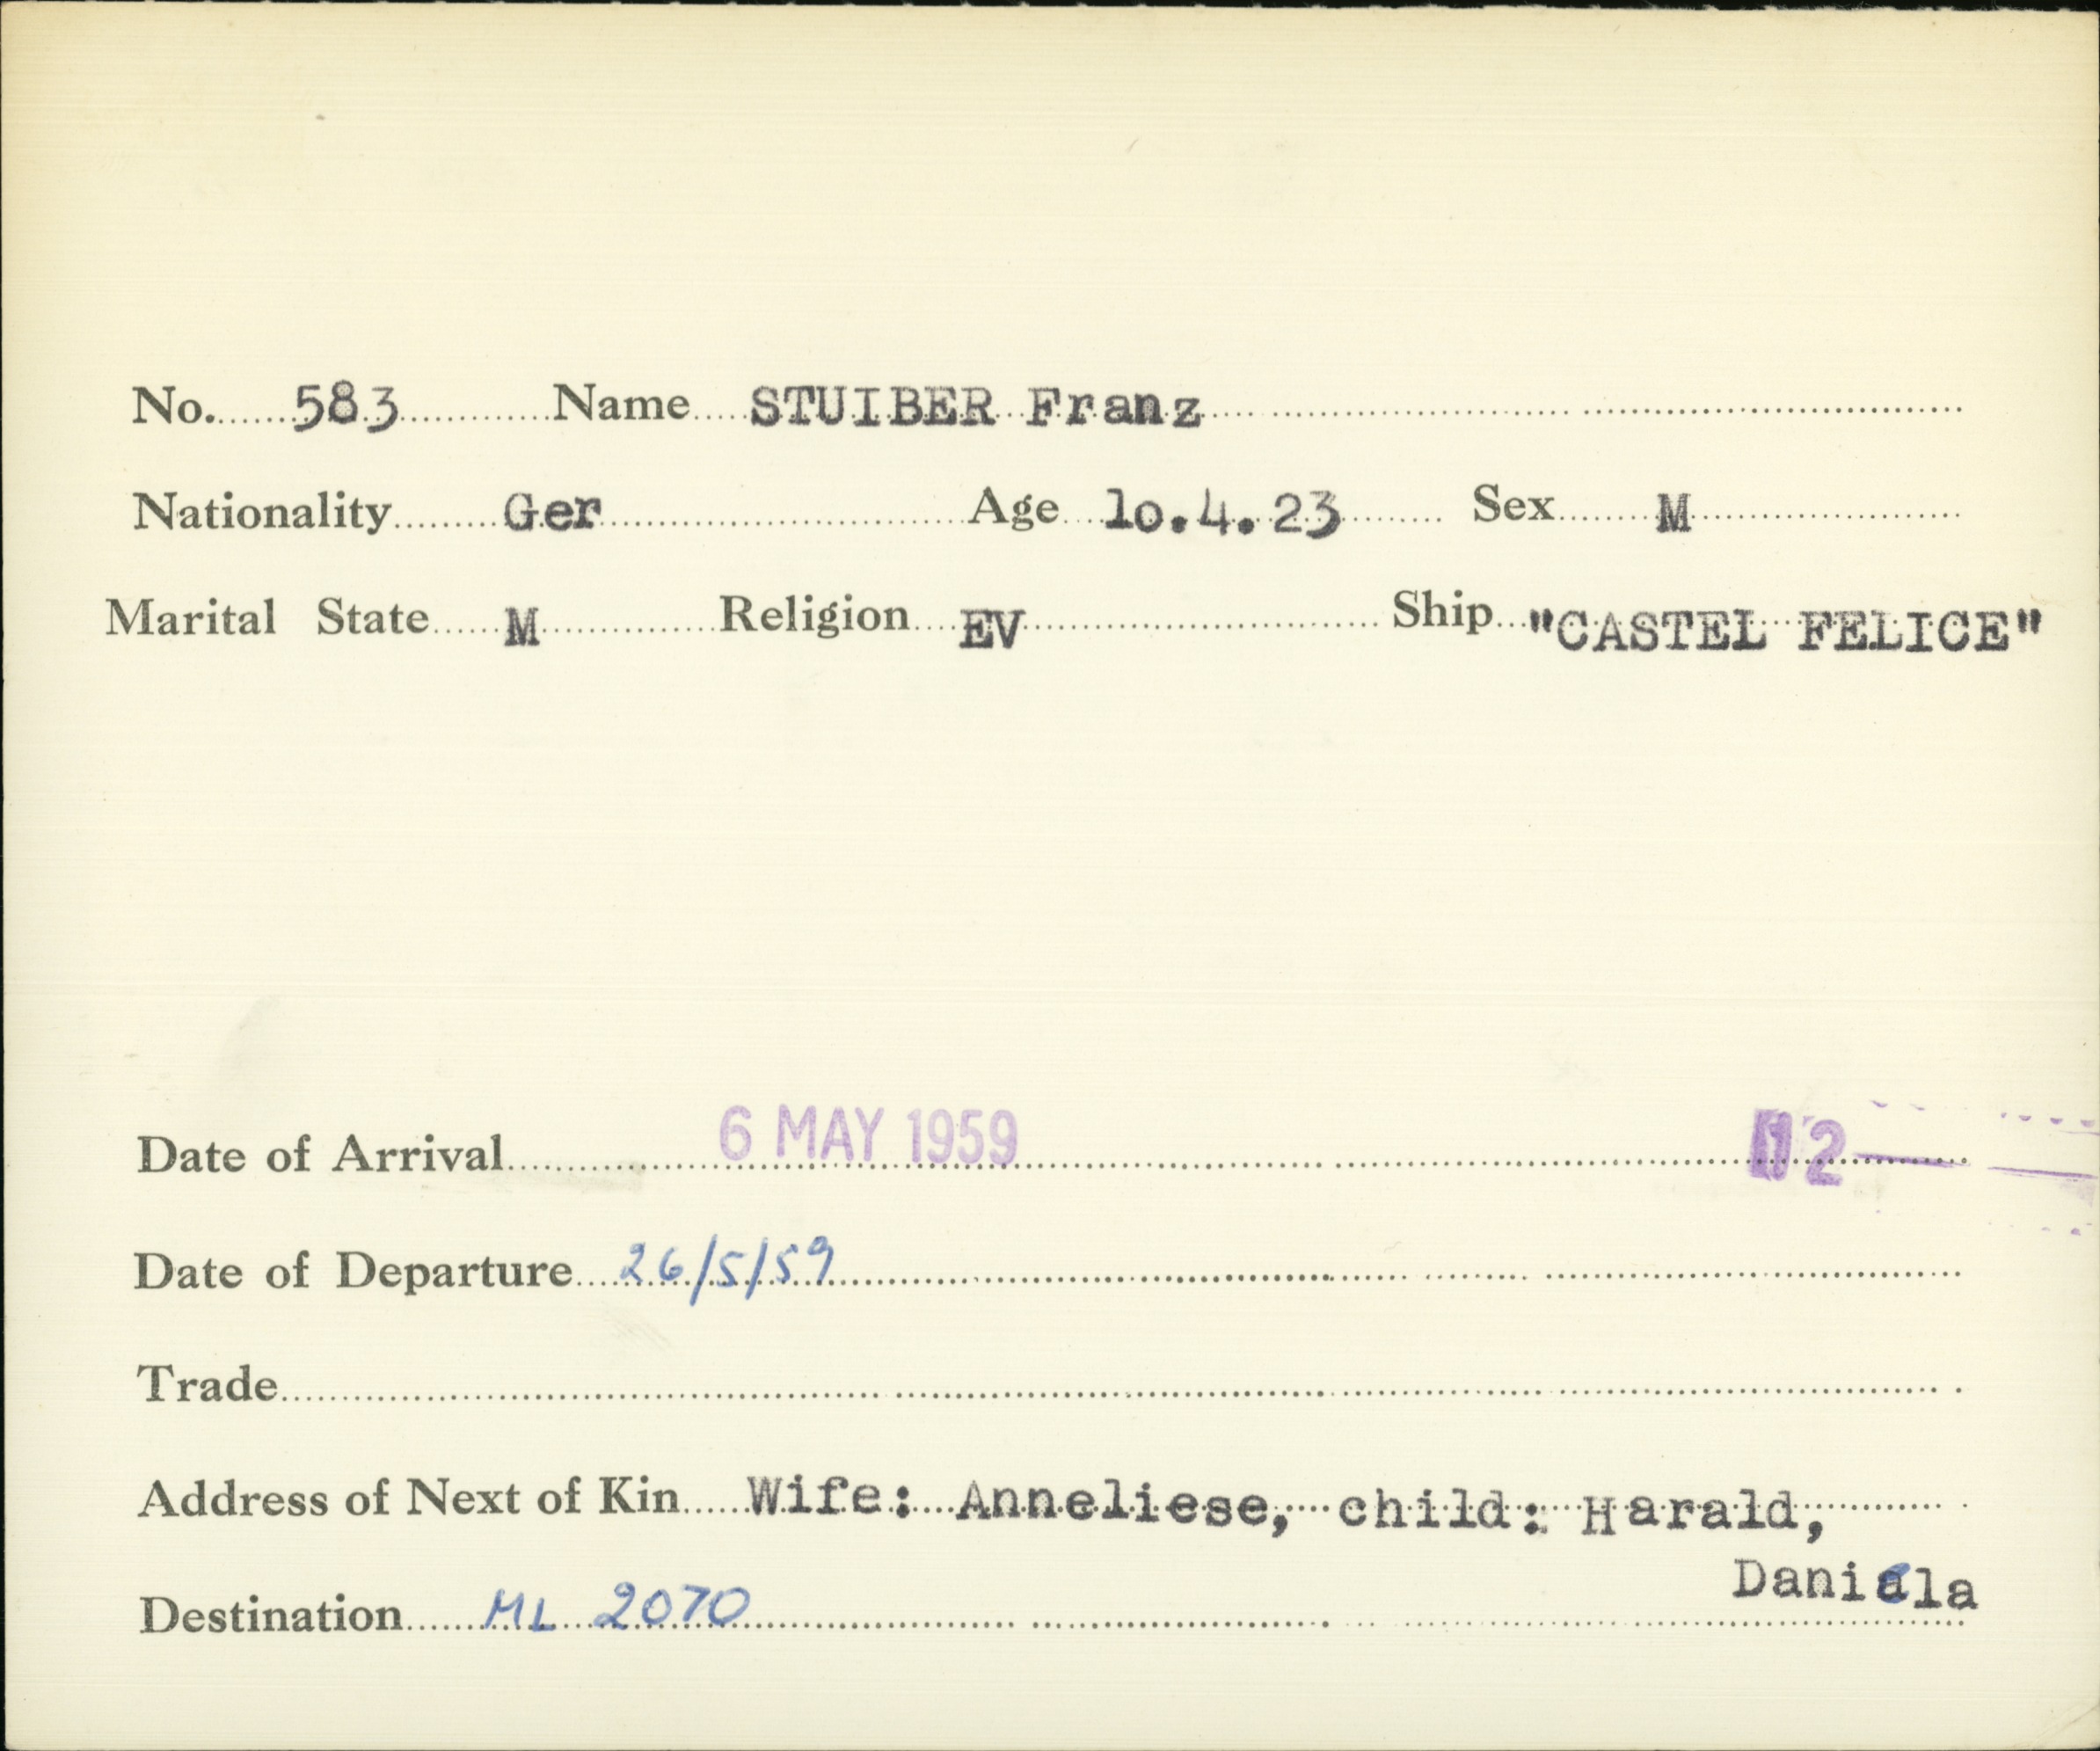 No. 583 Name STUIBER Franz
Nationality Ger Age lo.4.23 Sex M
Marital State M Religion EV Ship "CASTEL FELICE"
Date of Arrival 6 MAY 1959 12
Date of Departure 26/5/59
Trade
Address of Next of Kin Wife: Anneliese, child: Harald,
Daniela
Destination ML 2070